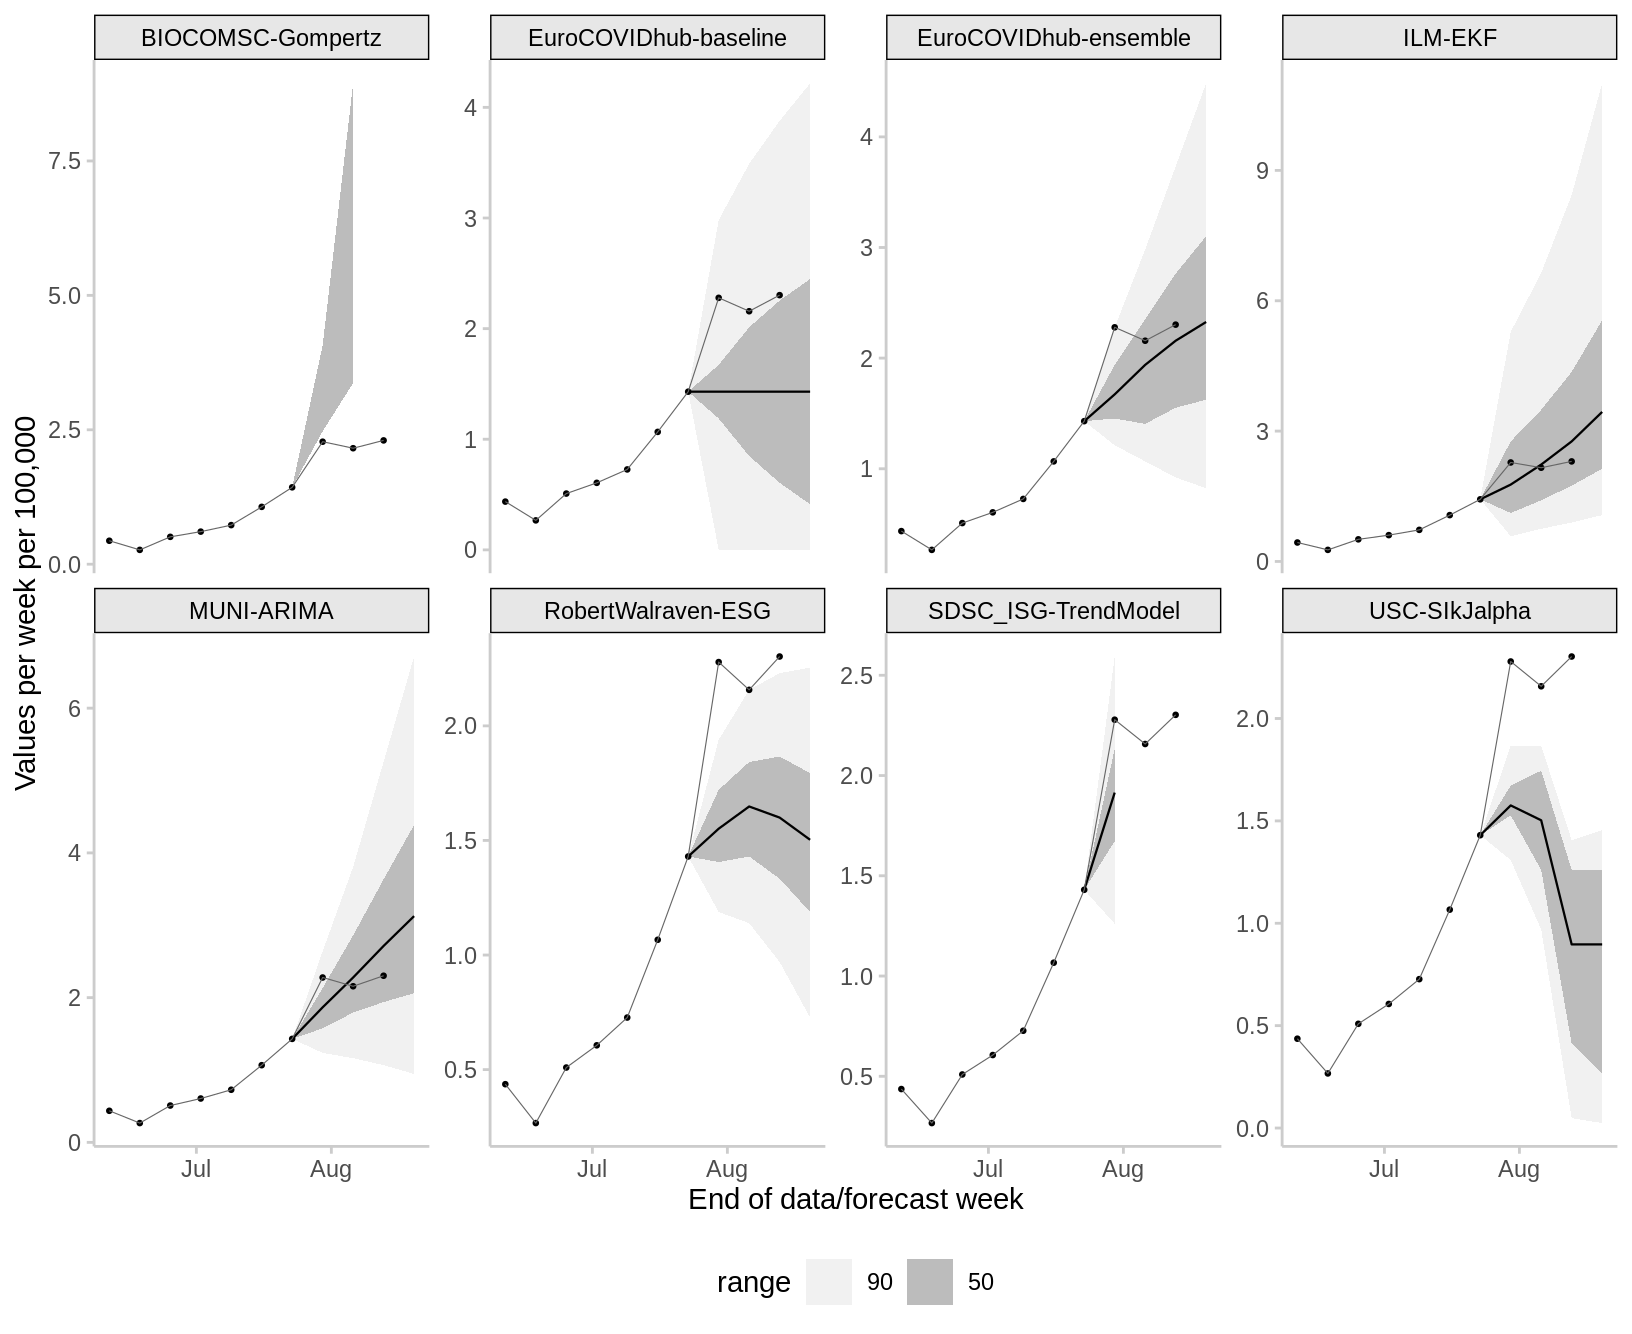 BIOCOMSC-Gompertz
EuroCOVIDhub-baseline
EuroCOVIDhub-ensemble
ILM-EKF
7.5
5.0
2.5
0.0
4
3
2
1
0
4
3
2
1
9
6
3
0
Values per week per 100,000
MUNI-ARIMA
RobertWalraven-ESG
SDSC_ISG-TrendModel
USC-SIkJalpha
6
4
2
0
2.0
1.5
1.0
0.5
2.5
2.0
1.5
1.0
0.5
2.0
1.5
1.0
0.5
0.0
Jul Aug
Jul Aug
Jul Aug
Jul Aug
End of data/forecast week
range 90 50